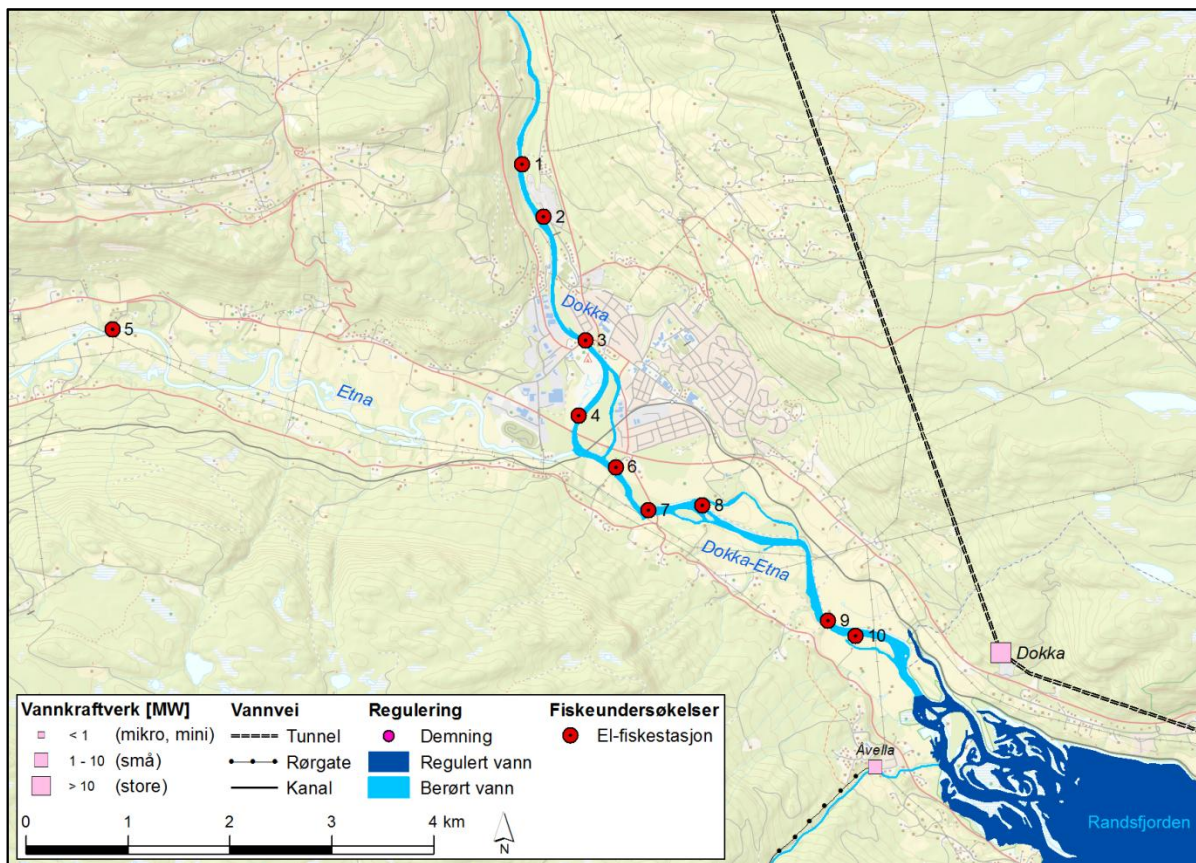 1
2
Dokka
3
5
Etna
4
6
7
8
Dokka-Etna
9
10
Dokka
Avella
Randsfjorden
Vannkraftverk [MW]
< 1 (mikro, mini)
1 - 10 (små)
> 10 (store)
Vannvei
Tunnel
Rørgate
Kanal
Regulering
Demning
Regulert vann
Berørt vann
Fiskeundersøkelser
El-fiskestasjon
0 1 2 3 4 km
N